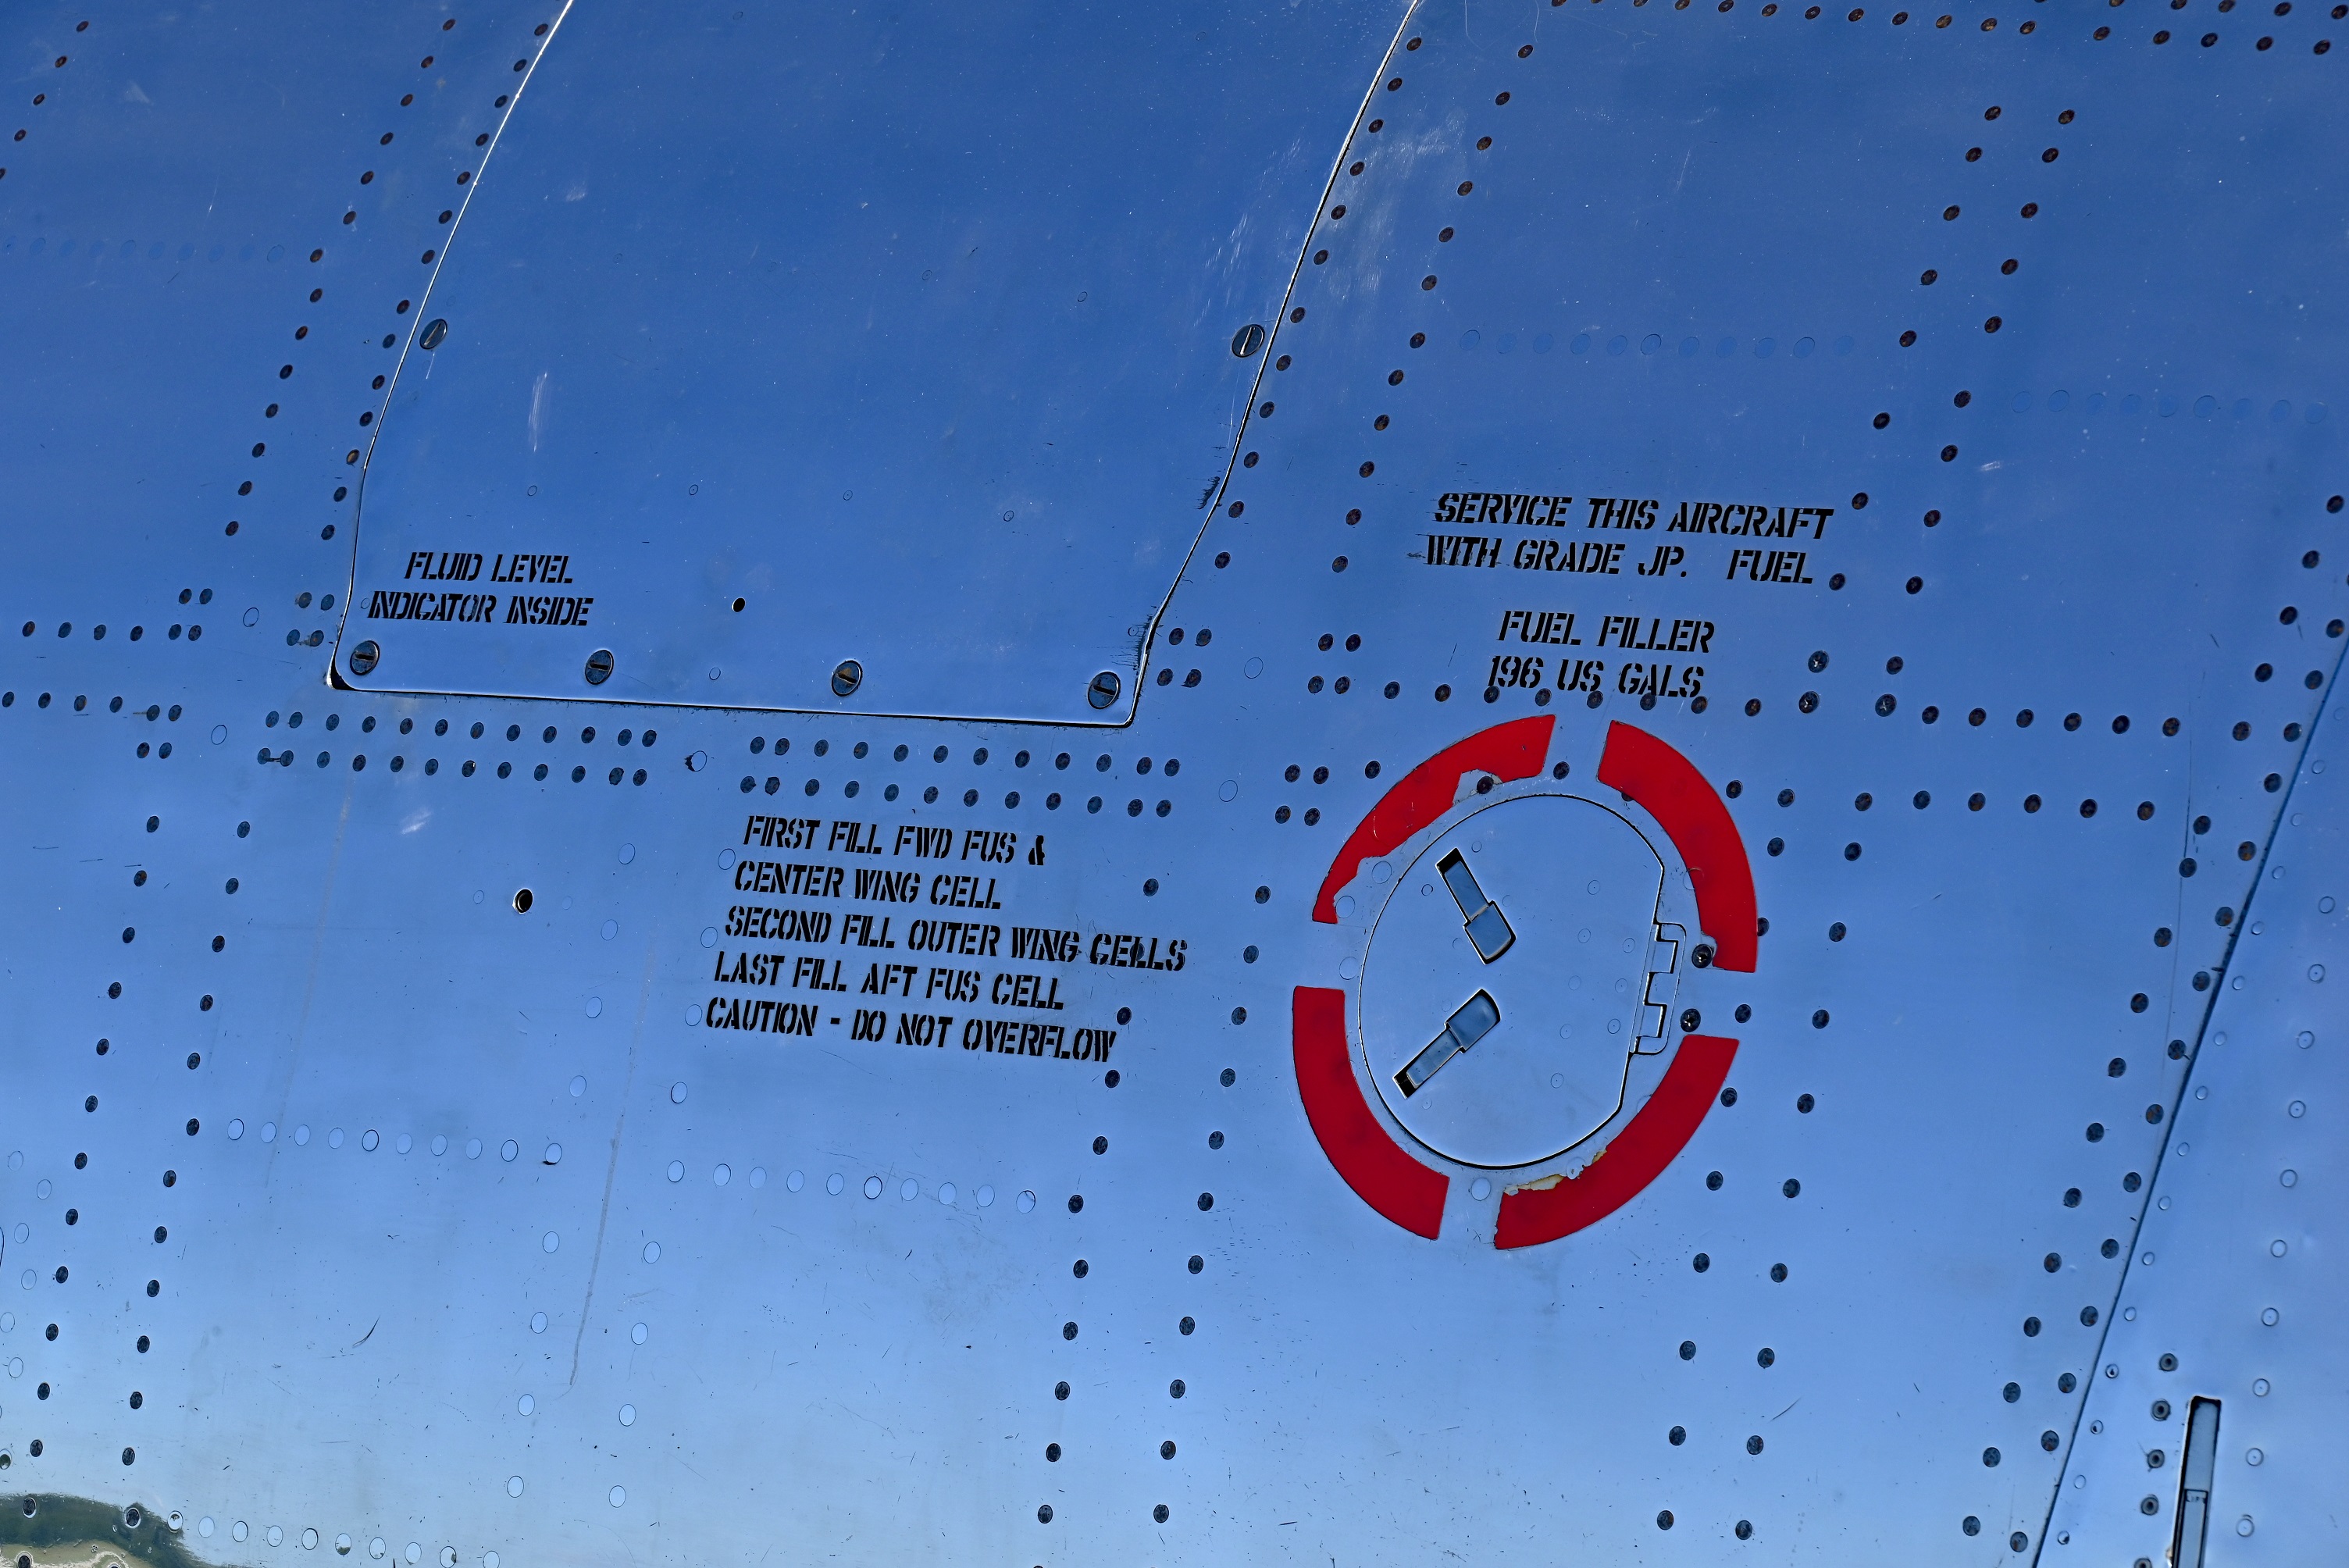 FLUID LEVEL
INDICATOR INSIDE
SERVICE THIS AIRCRAFT
WITH GRADE JP. FUEL
FUEL FILLER
196 US GALS
FIRST FILL FWD FUS &
CENTER WING CELL
SECOND FILL OUTER WING CELLS
LAST FILL AFT FUS CELL
CAUTION - DO NOT OVERFLOW